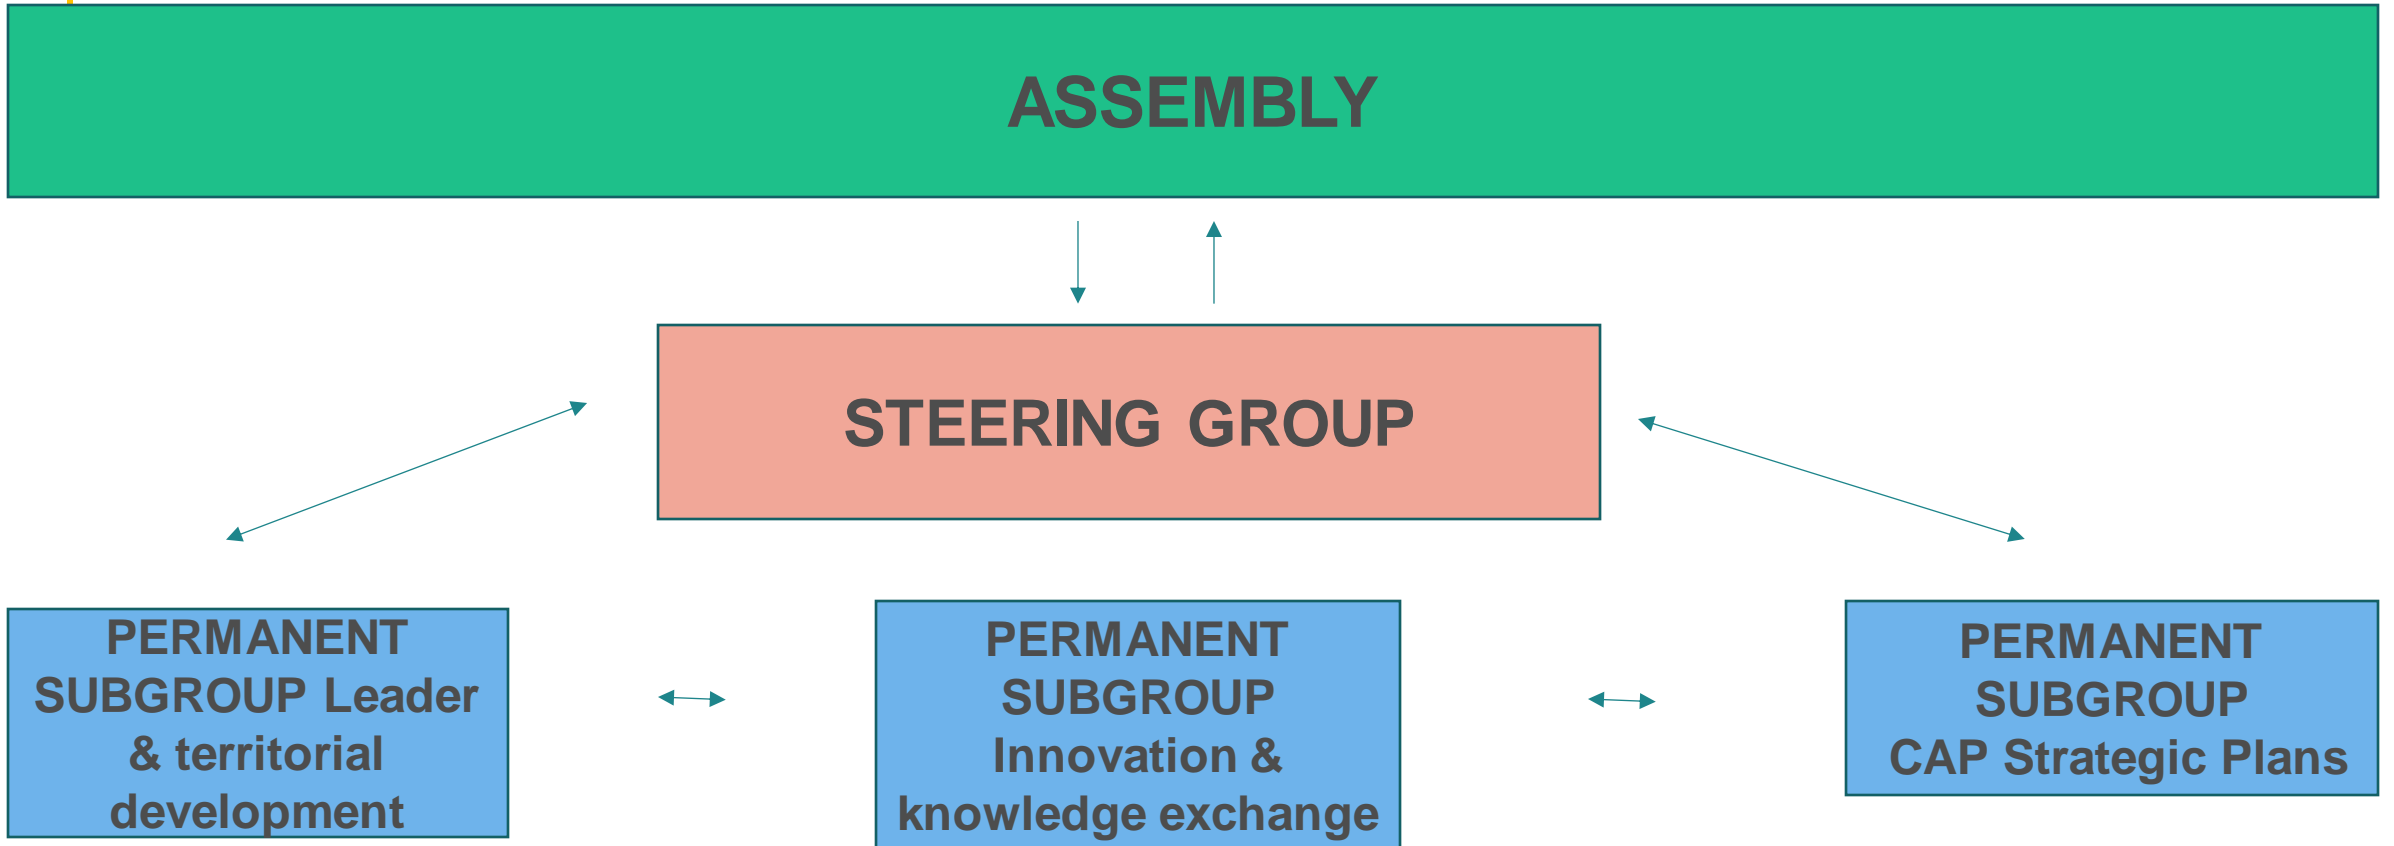 ASSEMBLY
STEERING GROUP
PERMANENT
SUBGROUP Leader
& territorial
development
PERMANENT
SUBGROUP
Innovation &
knowledge exchange
PERMANENT
SUBGROUP
CAP Strategic Plans